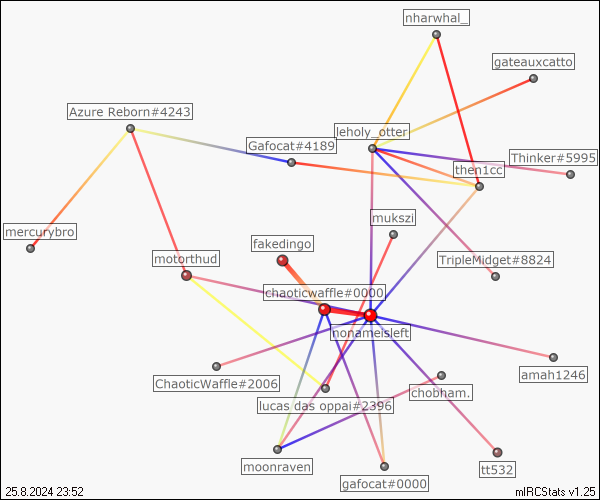 nharwhal_
gateauxcatto
Azure Reborn#4243
leholy_otter
Gafocat#4189
Thinker#5995
then1cc
mukszi
mercurybro
fakedingo
motorthud
TripleMidget#8824
chaoticwaffle#0000
nonameisleft
ChaoticWaffle#2006
amah1246
chobham.
lucas das oppai#2396
moonraven
tt532
gafocat#0000
25.8.2024 23:52
mIRCStats v1.25